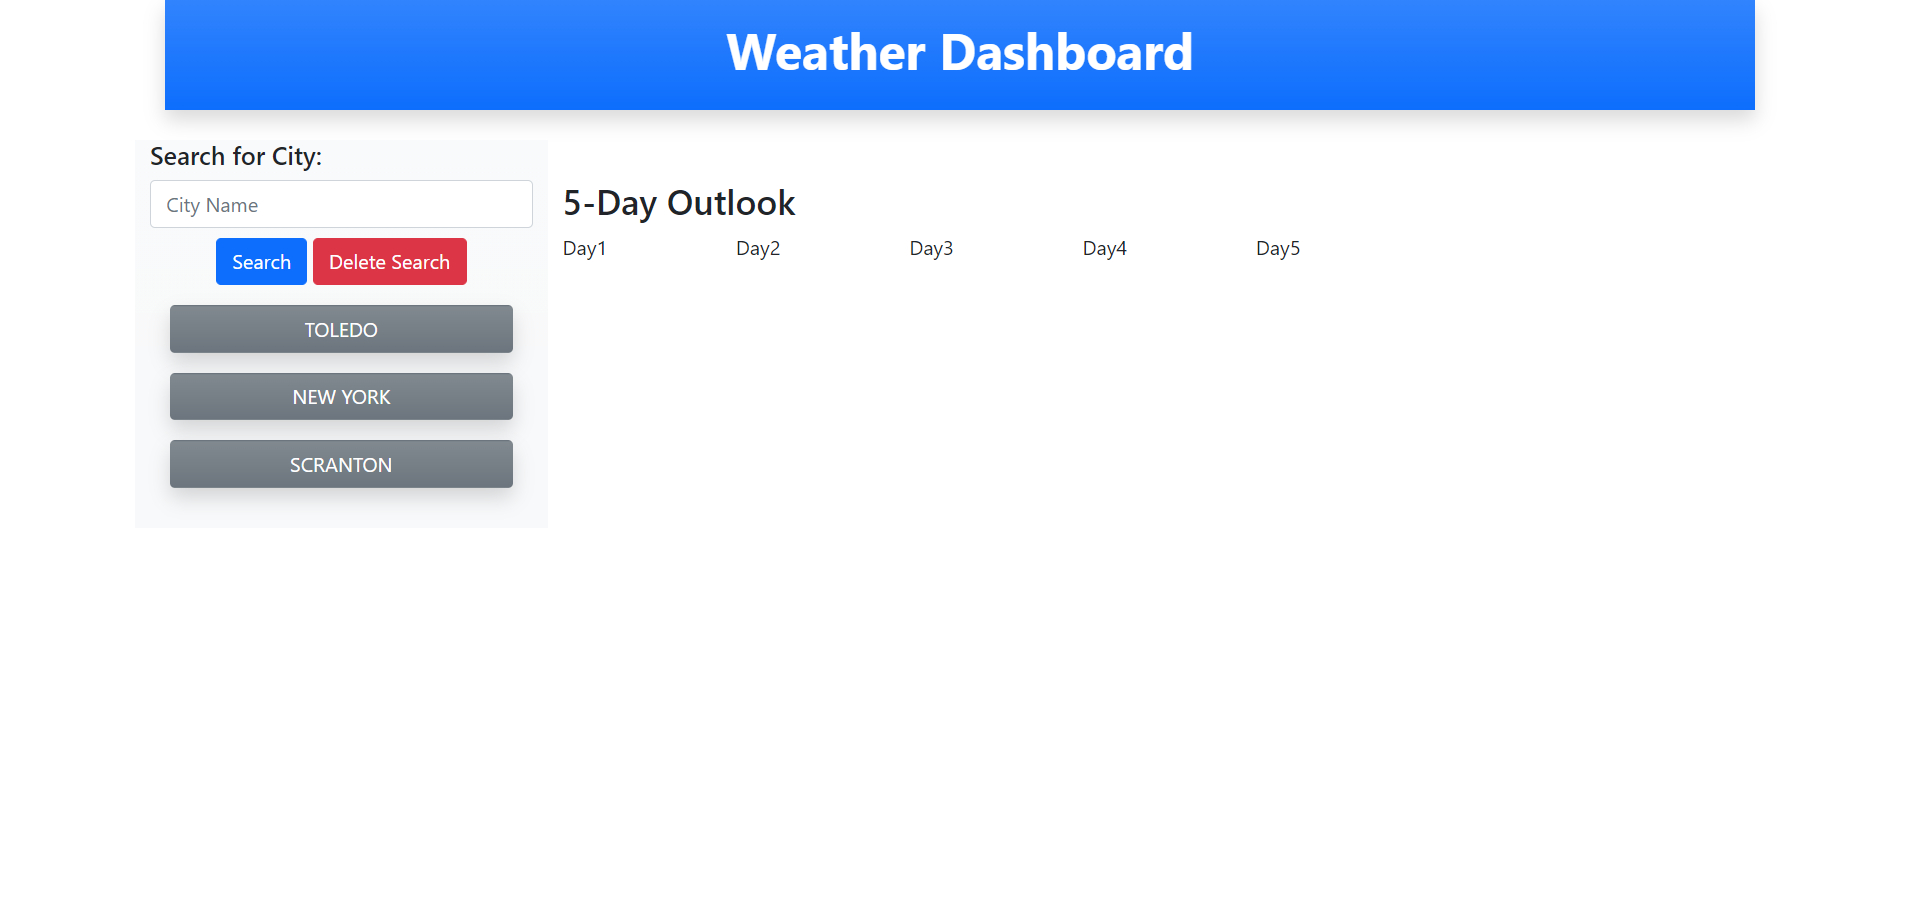 Weather Dashboard
Search for City:
City Name
Search Delete Search
TOLEDO
NEW YORK
SCRANTON
5-Day Outlook
Day1 Day2 Day3 Day4 Day5